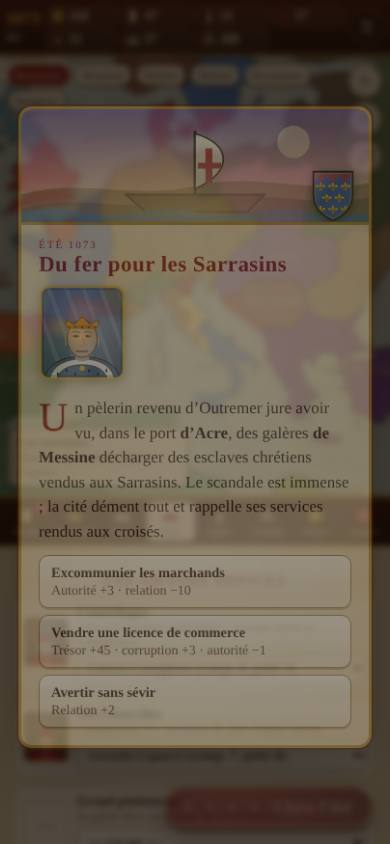 ÉTÉ 1073
Du fer pour les Sarrasins
Un pèlerin revenu d’Outremer jure avoir
vu, dans le port d’Acre, des galères de
Messine décharger des esclaves chrétiens
vendus aux Sarrasins. Le scandale est immense
; la cité dément tout et rappelle ses services
rendus aux croisés.
Excommunier les marchands
Autorité +3 · relation −10
Vendre une licence de commerce
Trésor +45 · corruption +3 · autorité −1
Avertir sans sévir
Relation +2